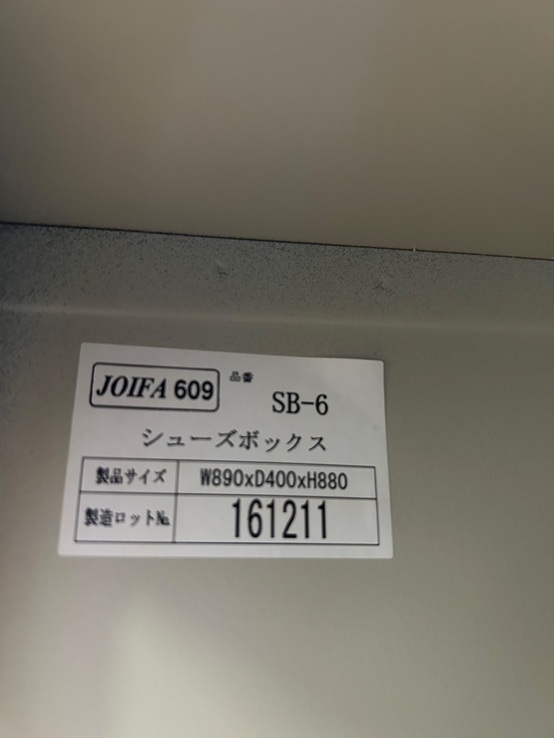 JOIFA 609 品番 SB-6
シューズボックス
製品サイズ W890xD400xH880
製造ロット№ 161211